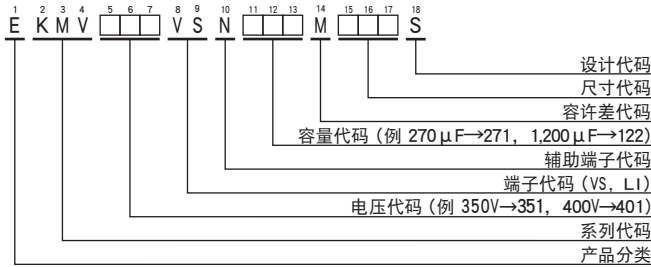 1 2 3 4 5 6 7 8 9 10 11 12 13 14 15 16 17 18
E KMV □□□ VS N □□□ M □□□ S
设计代码
尺寸代码
容许差代码
容量代码 (例 270μF→271, 1,200μF→122)
辅助端子代码
端子代码 (VS, LI)
电压代码 (例 350V→351, 400V→401)
系列代码
产品分类